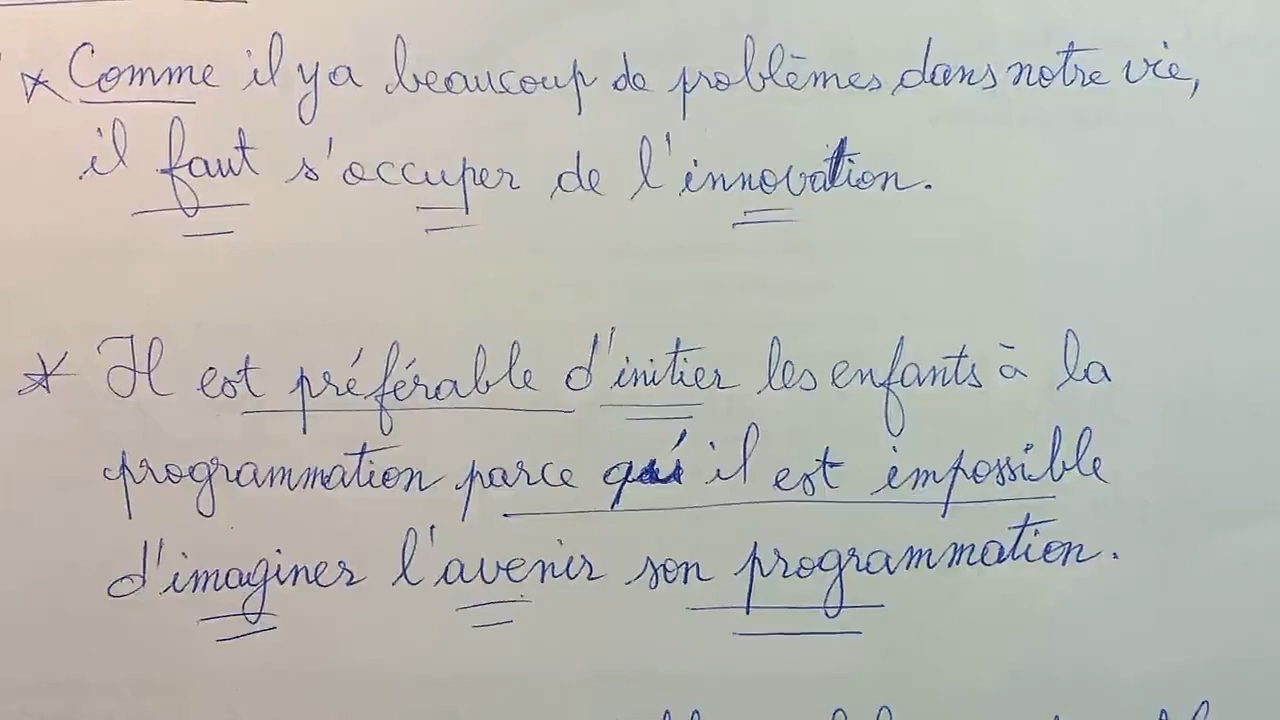 * Comme il y a beaucoup de problèmes dans notre vie,
il faut s'occuper de l'innovation.
* Il est préférable d'initier les enfants à la
programmation parce qu'il est impossible
d'imaginer l'avenir son programmation.